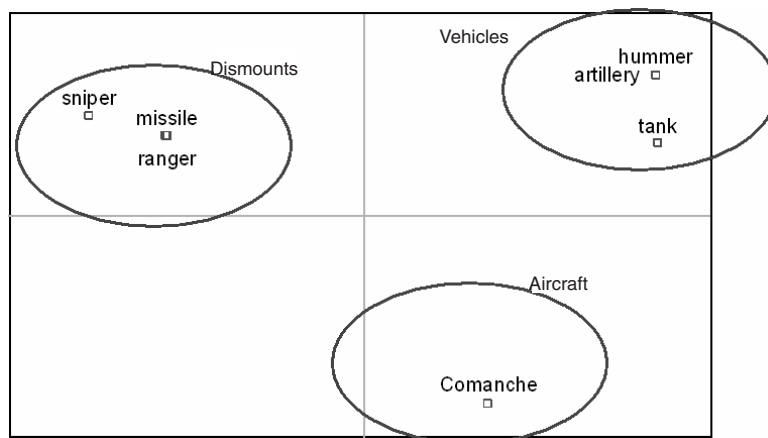 Vehicles
hummer
artillery
Dismounts
sniper
missile
tank
ranger
Aircraft
Comanche